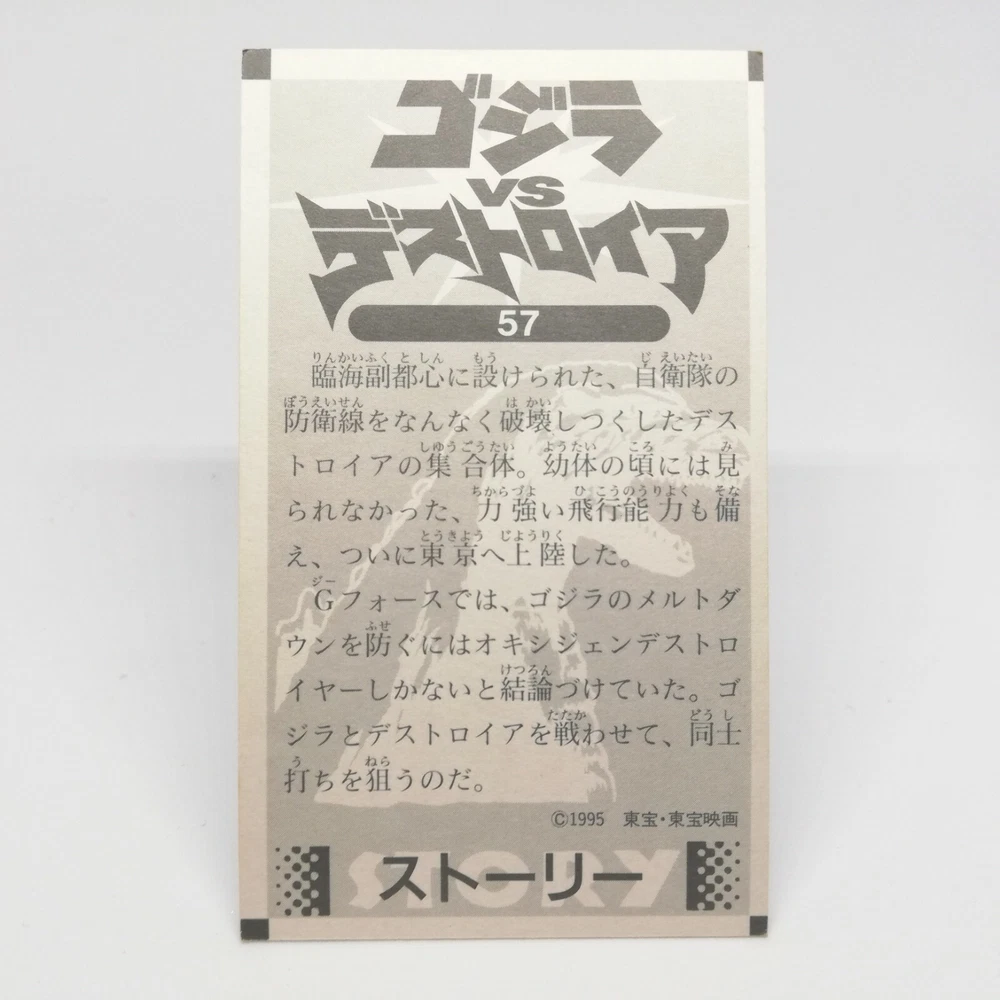 ゴジラ
VS
デストロイア
57
臨海副都心に設けられた、自衛隊の
防衛線をなんなく破壊しつくしたデス
トロイアの集合体。幼体の頃には見
られなかった、力強い飛行能力も備
え、ついに東京へ上陸した。
Gフォースでは、ゴジラのメルトダ
ウンを防ぐにはオキシジェンデストロ
イヤーしかないと結論づけていた。ゴ
ジラとデストロイアを戦わせて、同士
打ちを狙うのだ。
©1995 東宝・東宝映画
STORY
ストーリー